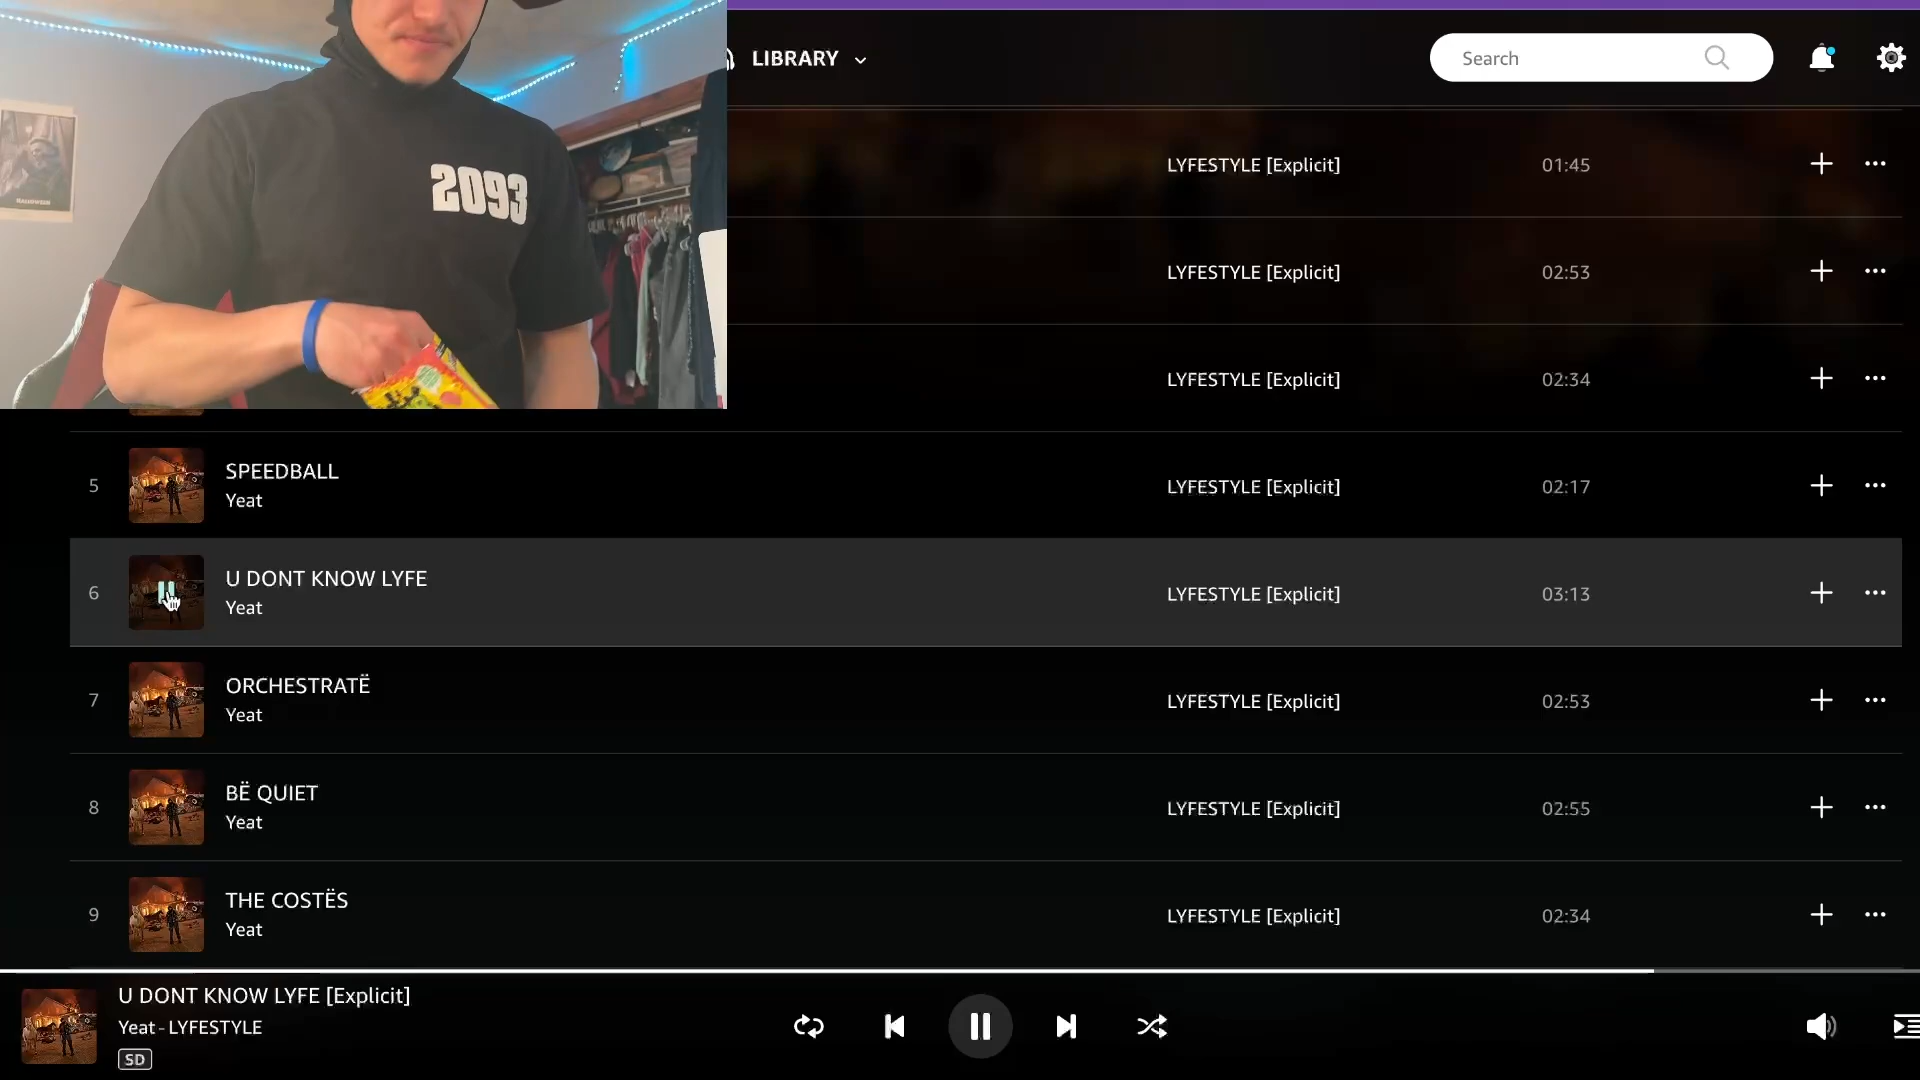 LIBRARY
Search
2093
LYFESTYLE [Explicit] 01:45
LYFESTYLE [Explicit] 02:53
LYFESTYLE [Explicit] 02:34
5 SPEEDBALL LYFESTYLE [Explicit] 02:17
Yeat
6 U DONT KNOW LYFE LYFESTYLE [Explicit] 03:13
Yeat
7 ORCHESTRATË LYFESTYLE [Explicit] 02:53
Yeat
8 BË QUIET LYFESTYLE [Explicit] 02:55
Yeat
9 THE COSTËS LYFESTYLE [Explicit] 02:34
Yeat
U DONT KNOW LYFE [Explicit]
Yeat - LYFESTYLE
SD